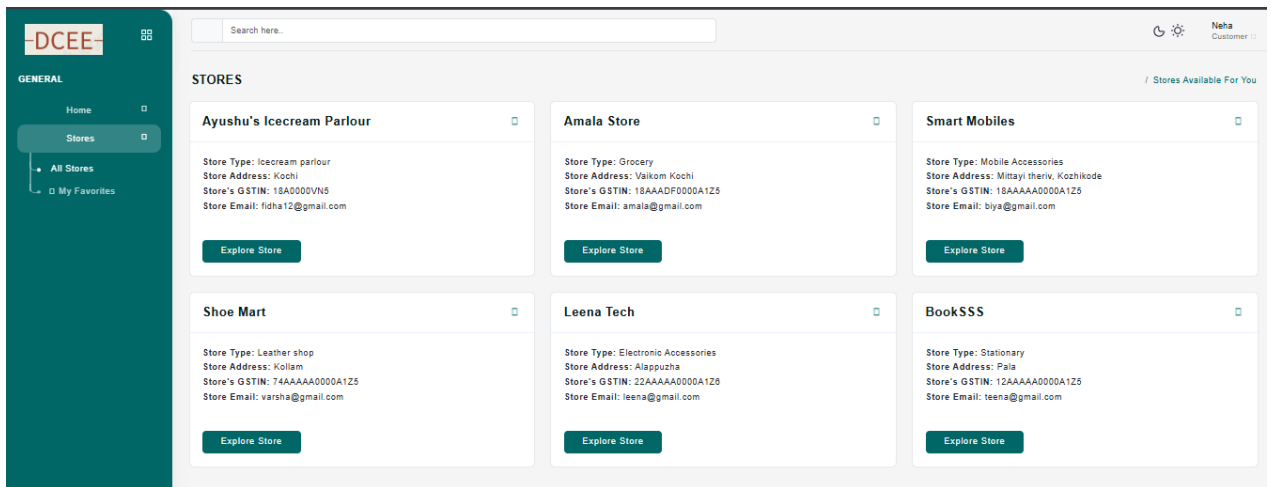 -DCEE-
GENERAL
Home
Stores
All Stores
My Favorites
Search here..
Neha
Customer
STORES
/ Stores Available For You
Ayushu's Icecream Parlour
Store Type: Icecream parlour
Store Address: Kochi
Store's GSTIN: 18A0000VN5
Store Email: fidha12@gmail.com
Explore Store
Amala Store
Store Type: Grocery
Store Address: Vaikom Kochi
Store's GSTIN: 18AAADF0000A1Z5
Store Email: amala@gmail.com
Explore Store
Smart Mobiles
Store Type: Mobile Accessories
Store Address: Mittayi theriv, Kozhikode
Store's GSTIN: 18AAAAA0000A1Z5
Store Email: biya@gmail.com
Explore Store
Shoe Mart
Store Type: Leather shop
Store Address: Kollam
Store's GSTIN: 74AAAAA0000A1Z5
Store Email: varsha@gmail.com
Explore Store
Leena Tech
Store Type: Electronic Accessories
Store Address: Alappuzha
Store's GSTIN: 22AAAAA0000A1Z6
Store Email: leena@gmail.com
Explore Store
BookSSS
Store Type: Stationary
Store Address: Pala
Store's GSTIN: 12AAAAA0000A1Z5
Store Email: teena@gmail.com
Explore Store